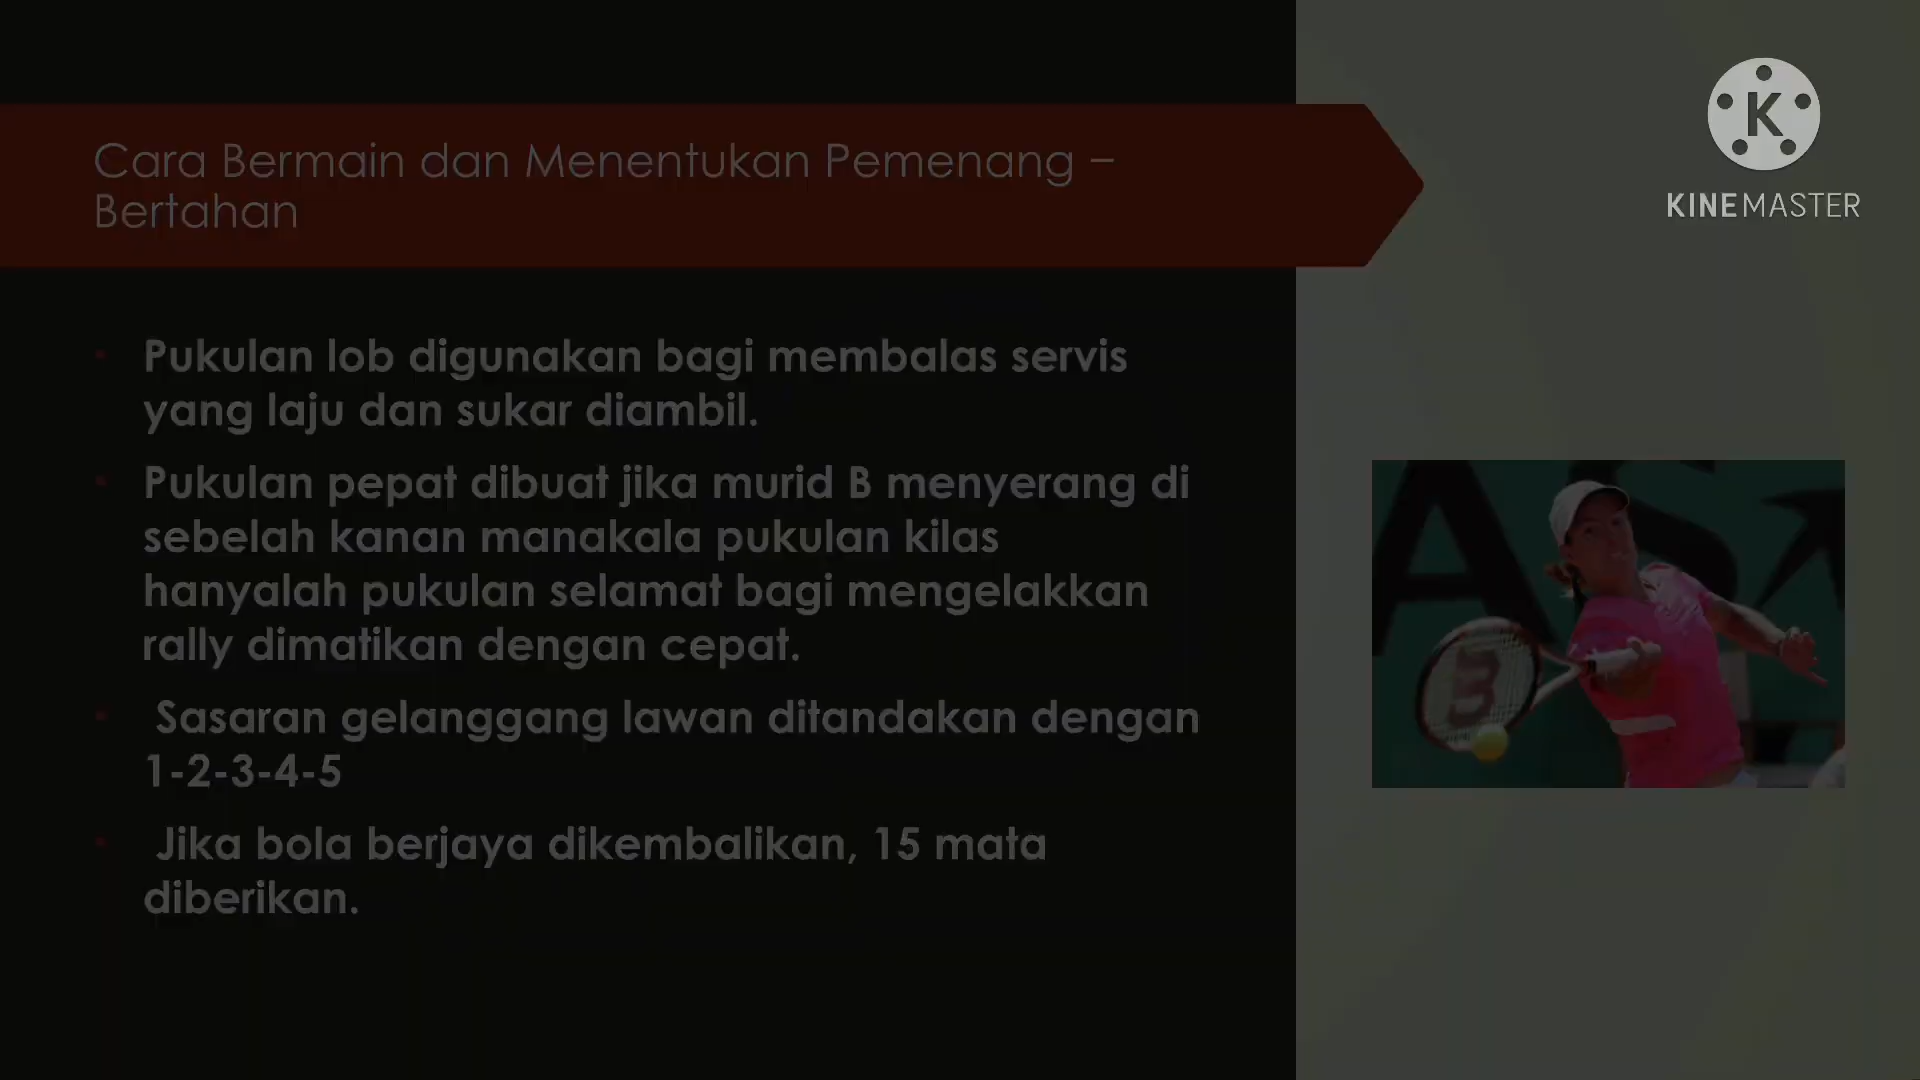 Cara Bermain dan Menentukan Pemenang –
Bertahan
K
KINEMASTER
Pukulan lob digunakan bagi membalas servis
yang laju dan sukar diambil.
Pukulan pepat dibuat jika murid B menyerang di
sebelah kanan manakala pukulan kilas
hanyalah pukulan selamat bagi mengelakkan
rally dimatikan dengan cepat.
Sasaran gelanggang lawan ditandakan dengan
1-2-3-4-5
Jika bola berjaya dikembalikan, 15 mata
diberikan.